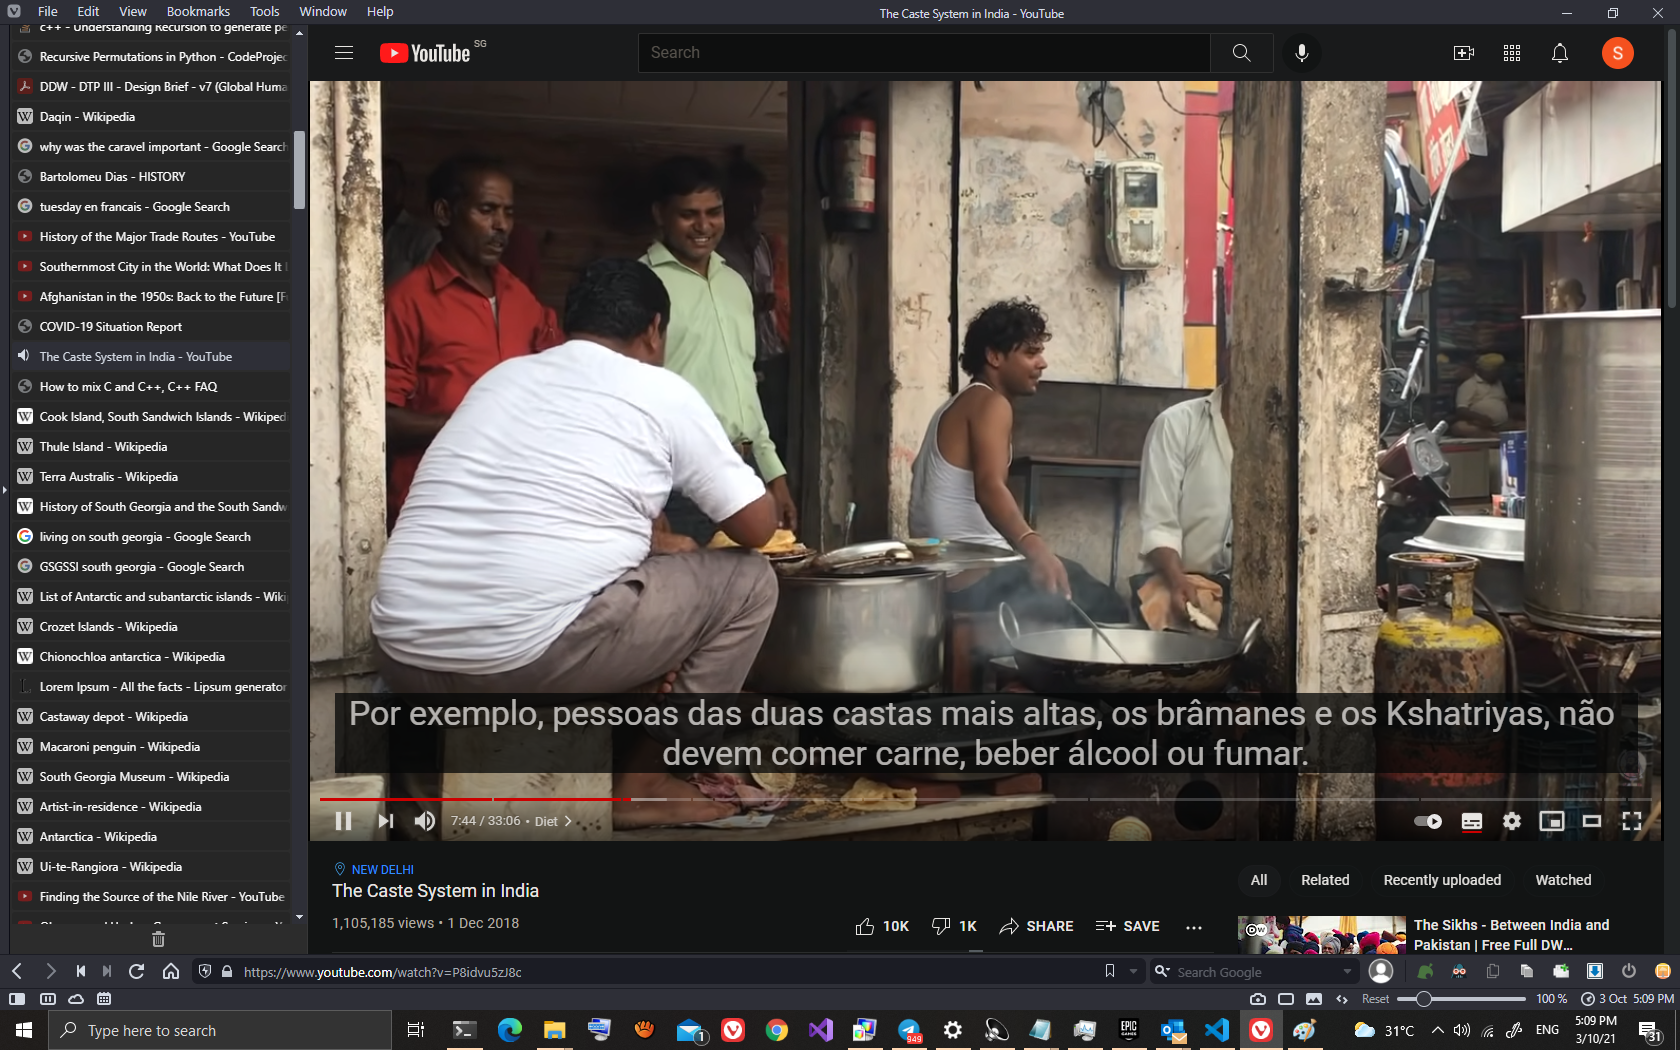 File Edit View Bookmarks Tools Window Help
The Caste System in India - YouTube
c++ - Understanding Recursion to generate pe
Recursive Permutations in Python - CodeProjec
DDW - DTP III - Design Brief - v7 (Global Huma
Daqin - Wikipedia
why was the caravel important - Google Search
Bartolomeu Dias - HISTORY
tuesday en francais - Google Search
History of the Major Trade Routes - YouTube
Southernmost City in the World: What Does It
Afghanistan in the 1950s: Back to the Future [F
COVID-19 Situation Report
The Caste System in India - YouTube
How to mix C and C++, C++ FAQ
Cook Island, South Sandwich Islands - Wikiped
Thule Island - Wikipedia
Terra Australis - Wikipedia
History of South Georgia and the South Sandw
living on south georgia - Google Search
GSGSSI south georgia - Google Search
List of Antarctic and subantarctic islands - Wiki
Crozet Islands - Wikipedia
Chionochloa antarctica - Wikipedia
Lorem Ipsum - All the facts - Lipsum generator
Castaway depot - Wikipedia
Macaroni penguin - Wikipedia
South Georgia Museum - Wikipedia
Artist-in-residence - Wikipedia
Antarctica - Wikipedia
Ui-te-Rangiora - Wikipedia
Finding the Source of the Nile River - YouTube
YouTube SG
Search
S
Por exemplo, pessoas das duas castas mais altas, os brâmanes e os Kshatriyas, não
devem comer carne, beber álcool ou fumar.
7:44 / 33:06 • Diet
NEW DELHI
The Caste System in India
1,105,185 views • 1 Dec 2018
10K 1K SHARE SAVE
All Related Recently uploaded Watched
DW
The Sikhs - Between India and
Pakistan | Free Full DW...
https://www.youtube.com/watch?v=P8idvu5zJ8c
Search Google
Reset 100 % 3 Oct 5:09 PM
Type here to search
1
949
EPIC GAMES
31°C
ENG
5:09 PM
3/10/21
31